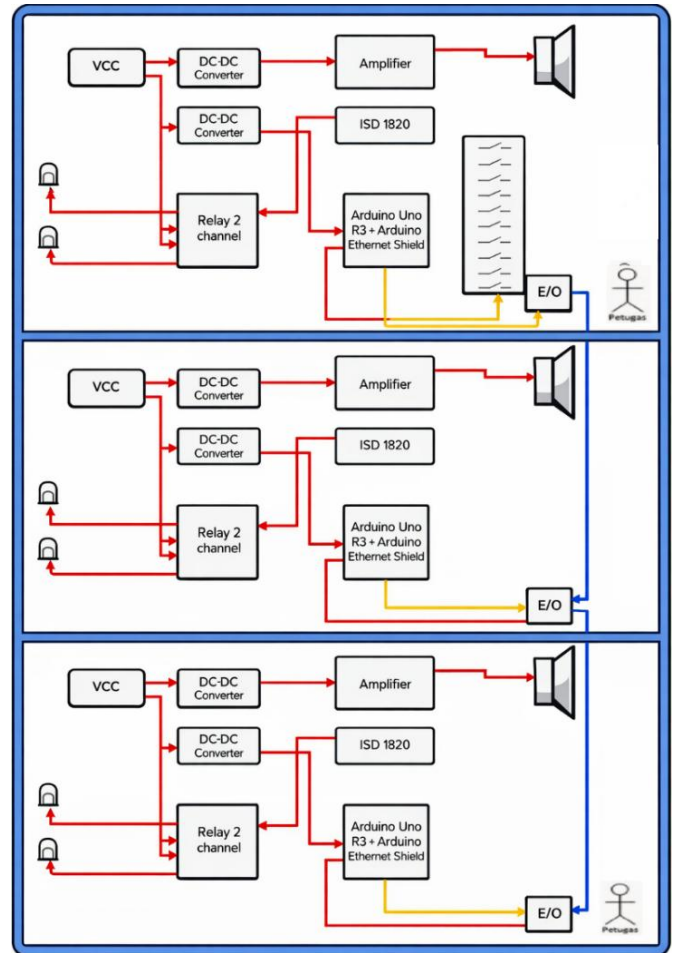 VCC
DC-DC
Converter
Amplifier
DC-DC
Converter
ISD 1820
Relay 2
channel
Arduino Uno
R3 + Arduino
Ethernet Shield
E/O
Petugas
VCC
DC-DC
Converter
Amplifier
DC-DC
Converter
ISD 1820
Relay 2
channel
Arduino Uno
R3 + Arduino
Ethernet Shield
E/O
VCC
DC-DC
Converter
Amplifier
DC-DC
Converter
ISD 1820
Relay 2
channel
Arduino Uno
R3 + Arduino
Ethernet Shield
E/O
Petugas